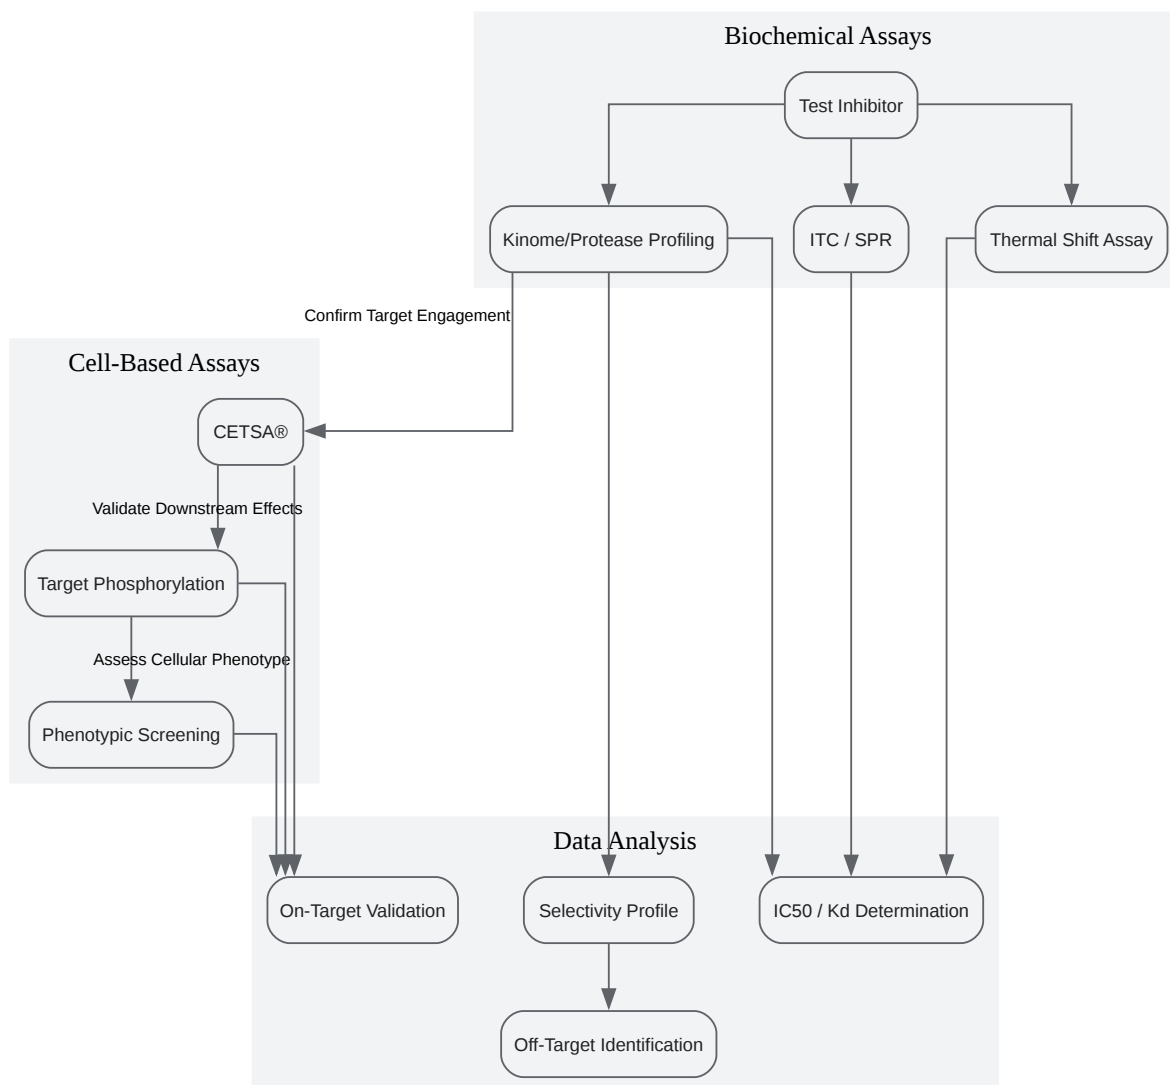 Biochemical Assays
Test Inhibitor
Kinome/Protease Profiling
ITC / SPR
Thermal Shift Assay
Confirm Target Engagement
Cell-Based Assays
CETSA®
Validate Downstream Effects
Target Phosphorylation
Assess Cellular Phenotype
Phenotypic Screening
Data Analysis
On-Target Validation
Selectivity Profile
IC50 / Kd Determination
Off-Target Identification